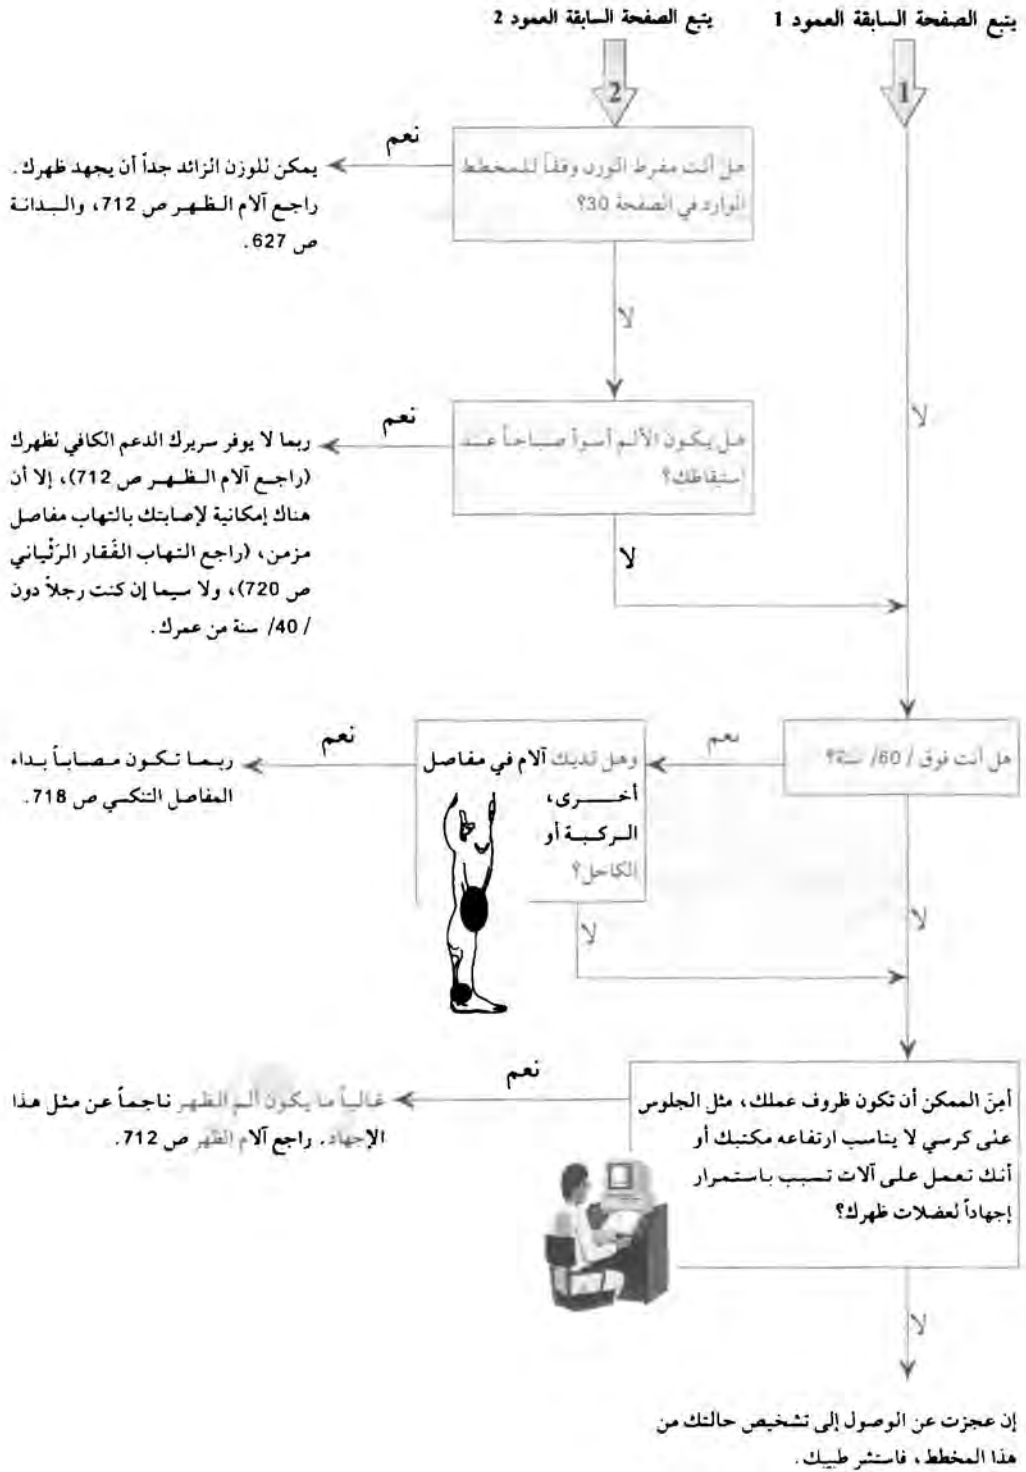 يتبع الصفحة السابقة العمود 1
يتبع الصفحة السابقة العمود 2
1
2
هل أنت مفرط الوزن وفقاً للمخطط
الوارد في الصفحة 30؟
نعم
يمكن للوزن الزائد جداً أن يجهد ظهرك.
راجع آلام الظهر ص 712، والبدانة
ص 627.
لا
لا
هل يكون الألم أسوأ صباحاً عند
استيقاظك؟
نعم
ربما لا يوفر سريرك الدعم الكافي لظهرك
(راجع آلام الظهر ص 712)، إلا أن
هناك إمكانية لإصابتك بالتهاب مفاصل
مزمن، (راجع التهاب الفَقار الرَثْياني
ص 720)، ولا سيما إن كنت رجلاً دون
/ 40/ سنة من عمرك.
لا
هل أنت فوق / 60/ سنة؟
نعم
وهل لديك آلام في مفاصل
أخرى،
الركبة أو
الكاحل؟
نعم
ربما تكون مصاباً بداء
المفاصل التنكسي ص 718.
لا
لا
أمِنَ الممكن أن تكون ظروف عملك، مثل الجلوس
على كرسي لا يناسب ارتفاعه مكتبك أو
أنك تعمل على آلات تسبب باستمرار
إجهاداً لعضلات ظهرك؟
نعم
غالباً ما يكون ألم الظهر ناجماً عن مثل هذا
الإجهاد. راجع آلام الظهر ص 712.
لا
إن عجزت عن الوصول إلى تشخيص حالتك من
هذا المخطط، فاستشر طبيبك.